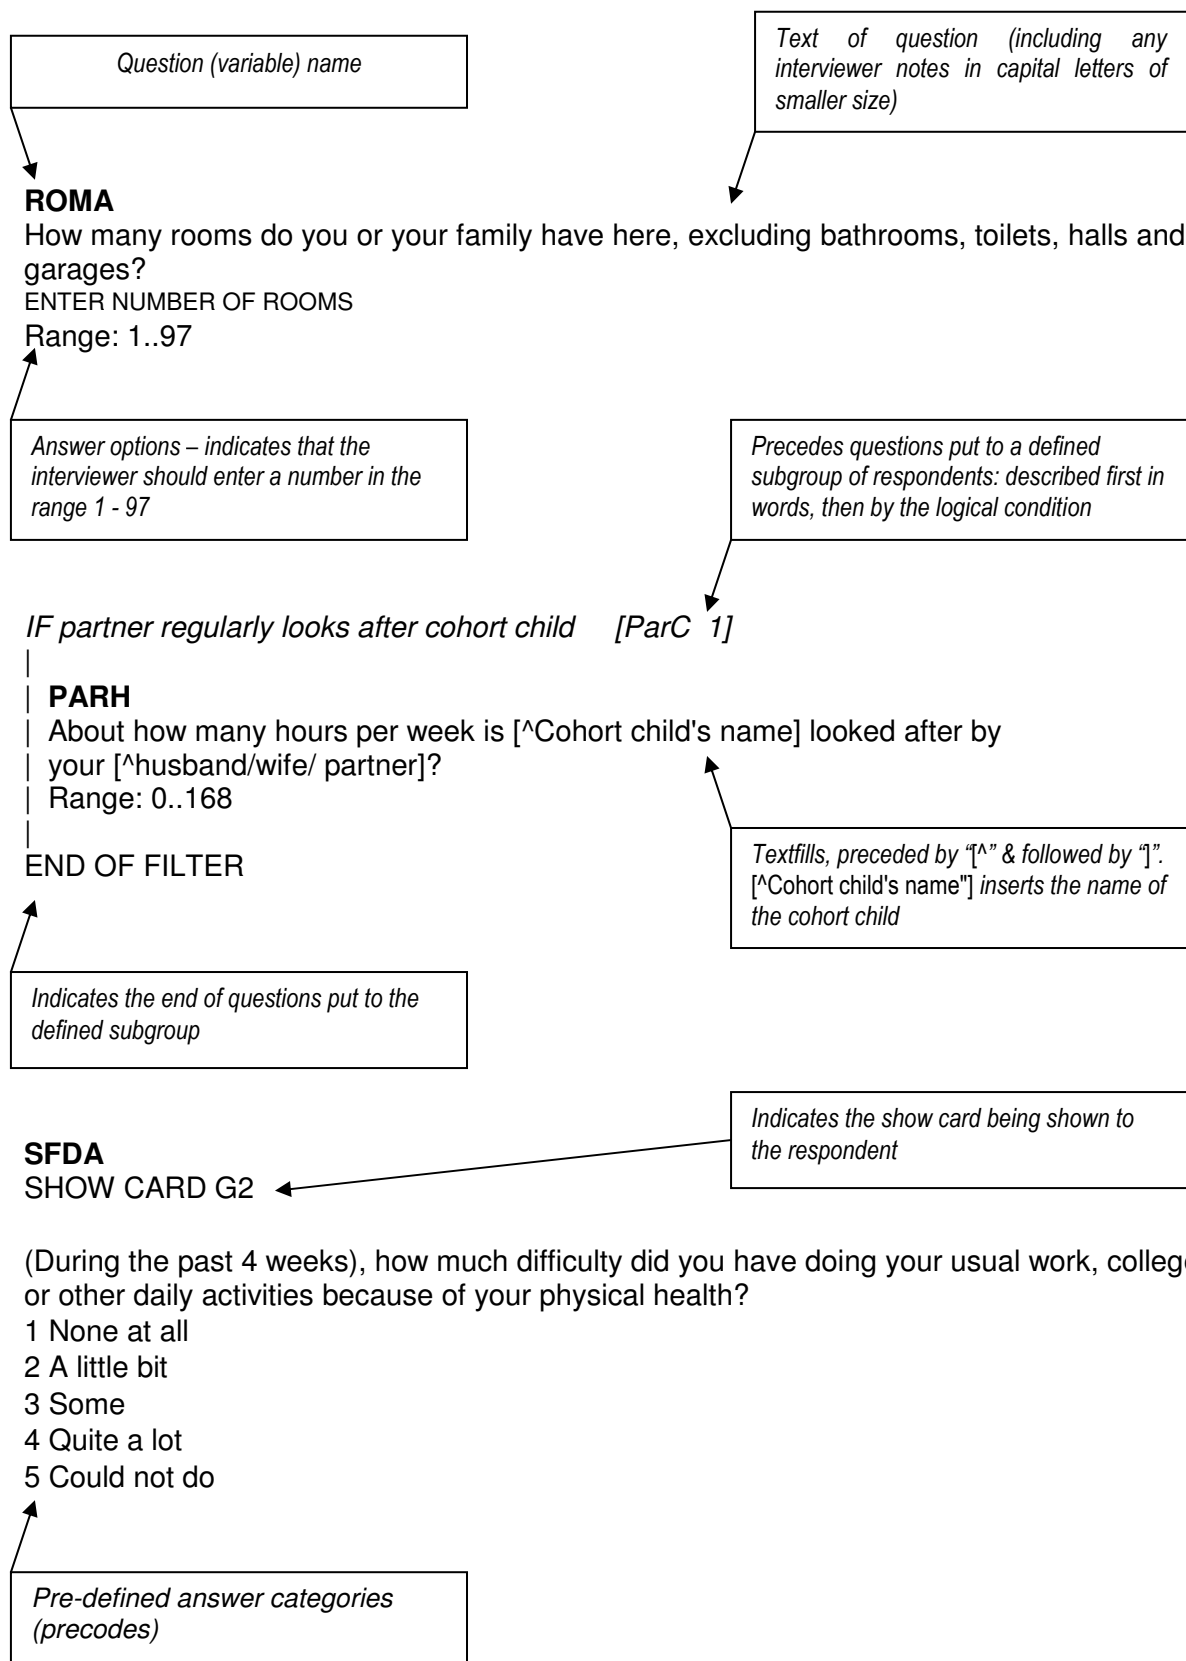 Question (variable) name
Text of question (including any
interviewer notes in capital letters of
smaller size)
ROMA
How many rooms do you or your family have here, excluding bathrooms, toilets, halls and
garages?
ENTER NUMBER OF ROOMS
Range: 1..97
Answer options – indicates that the
interviewer should enter a number in the
range 1 - 97
Precedes questions put to a defined
subgroup of respondents: described first in
words, then by the logical condition
IF partner regularly looks after cohort child [ParC 1]
|
| PARH
| About how many hours per week is [^Cohort child's name] looked after by
| your [^husband/wife/ partner]?
| Range: 0..168
|
END OF FILTER
Textfills, preceded by “[^” & followed by “]”.
[^Cohort child's name"] inserts the name of
the cohort child
Indicates the end of questions put to the
defined subgroup
Indicates the show card being shown to
the respondent
SFDA
SHOW CARD G2
(During the past 4 weeks), how much difficulty did you have doing your usual work, college
or other daily activities because of your physical health?
1 None at all
2 A little bit
3 Some
4 Quite a lot
5 Could not do
Pre-defined answer categories
(precodes)